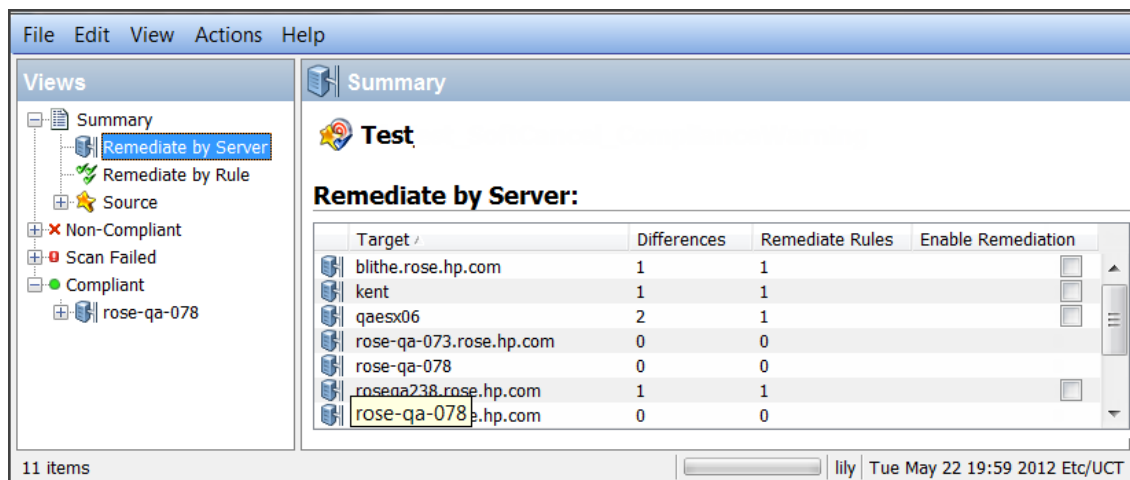 File Edit View Actions Help
Views
Summary
Remediate by Server
Remediate by Rule
Source
Non-Compliant
Scan Failed
Compliant
rose-qa-078
Summary
Test
Remediate by Server:
Target Differences Remediate Rules Enable Remediation
blithe.rose.hp.com 1 1
kent 1 1
qaesx06 2 1
rose-qa-073.rose.hp.com 0 0
rose-qa-078 0 0
roseqa238.rose.hp.com 1 1
rose-qa-078 e.hp.com 0 0
11 items lily Tue May 22 19:59 2012 Etc/UCT